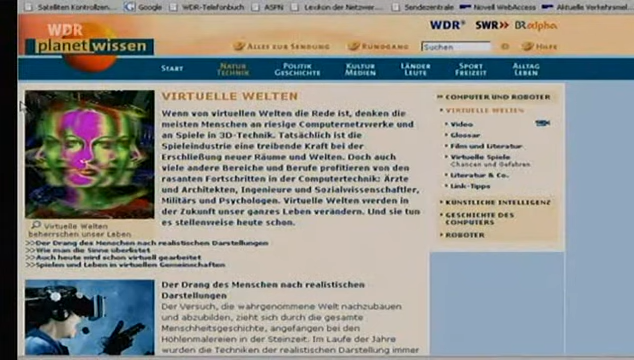 Satelliten Kontrollzen... Google WDR-Telefonbuch ASPN Lexikon der Netzwer... Sendezentrale Novell WebAccess Aktuelle Verkehrsmel...
WDR
planet wissen
WDR SWR» BR alpha
Alles zur Sendung Rundgang Suchen Hilfe
Start Natur Technik Politik Geschichte Kultur Medien Länder Leute Sport Freizeit Alltag Leben
VIRTUELLE WELTEN
Wenn von virtuellen Welten die Rede ist, denken die
meisten Menschen an riesige Computernetzwerke und
an Spiele in 3D-Technik. Tatsächlich ist die
Spieleindustrie eine treibende Kraft bei der
Erschließung neuer Räume und Welten. Doch auch
viele andere Bereiche und Berufe profitieren von den
rasanten Fortschritten in der Computertechnik: Ärzte
und Architekten, Ingenieure und Sozialwissenschaftler,
Militärs und Psychologen. Virtuelle Welten werden in
der Zukunft unser ganzes Leben verändern. Und sie tun
es stellenweise heute schon.
Virtuelle Welten
beherrschen unser Leben
>>Der Drang des Menschen nach realistischen Darstellungen
>>Wie man die Sinne überlistet
>>Auch heute wird schon virtuell gearbeitet
>>Spielen und Leben in virtuellen Gemeinschaften
Der Drang des Menschen nach realistischen
Darstellungen
Der Versuch, die wahrgenommene Welt nachzubauen
und abzubilden, zieht sich durch die gesamte
Menschheitsgeschichte, angefangen bei den
Höhlenmalereien in der Steinzeit. Im Laufe der Jahre
wurden die Techniken der realistischen Darstellung immer
COMPUTER UND ROBOTER
VIRTUELLE WELTEN
Video
Glossar
Film und Literatur
Virtuelle Spiele
Chancen und Gefahren
Literatur & Co.
Link-Tipps
KÜNSTLICHE INTELLIGENZ
GESCHICHTE DES
COMPUTERS
ROBOTER